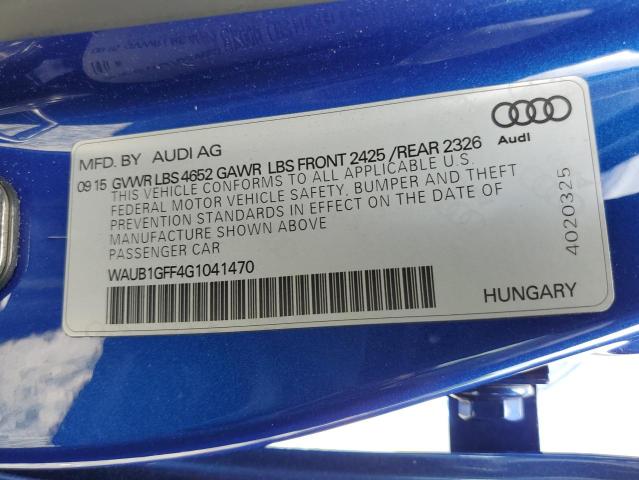 MFD. BY AUDI AG
Audi
09 15 GVWR LBS 4652 GAWR LBS FRONT 2425 /REAR 2326
THIS VEHICLE CONFORMS TO ALL APPLICABLE U.S.
FEDERAL MOTOR VEHICLE SAFETY, BUMPER AND THEFT
PREVENTION STANDARDS IN EFFECT ON THE DATE OF
MANUFACTURE SHOWN ABOVE
PASSENGER CAR
WAUB1GFF4G1041470
HUNGARY
4020325